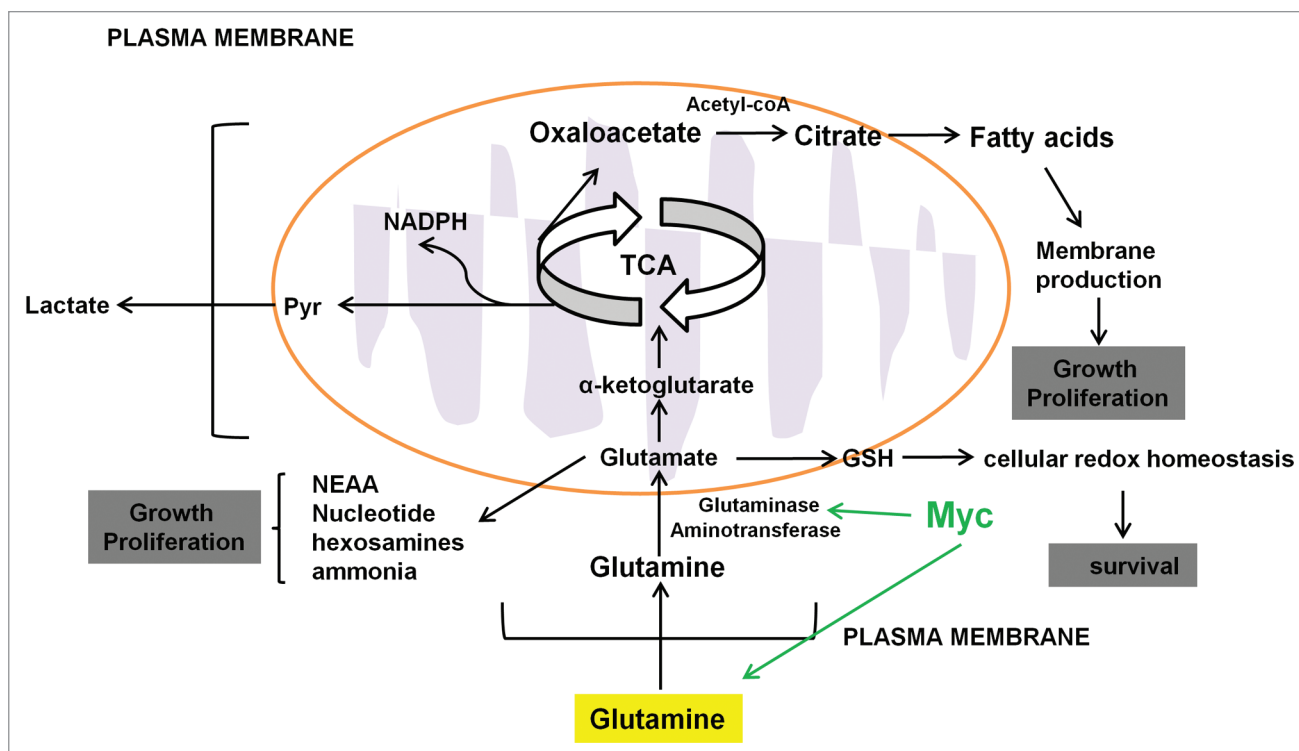 PLASMA MEMBRANE
Acetyl-coA
Oxaloacetate
Citrate
Fatty acids
NADPH
TCA
Membrane
production
Lactate
Pyr
Growth
Proliferation
α-ketoglutarate
Glutamate
GSH
cellular redox homeostasis
NEAA
Nucleotide
hexosamines
ammonia
Growth
Proliferation
Glutaminase
Aminotransferase
Myc
Glutamine
survival
PLASMA MEMBRANE
Glutamine